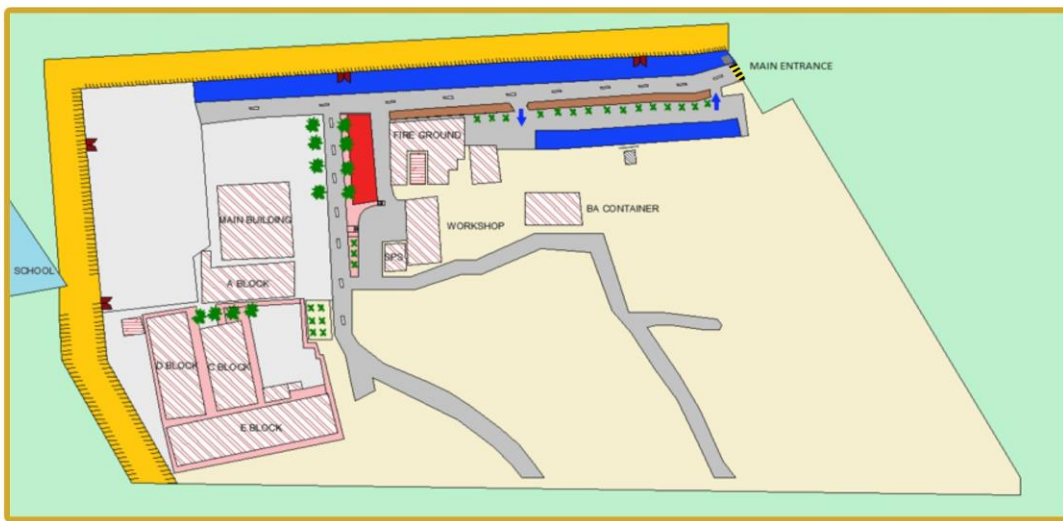 MAIN ENTRANCE
FIRE GROUND
MAIN BUILDING
BA CONTAINER
WORKSHOP
SPS
SCHOOL
A BLOCK
D BLOCK
C BLOCK
E BLOCK